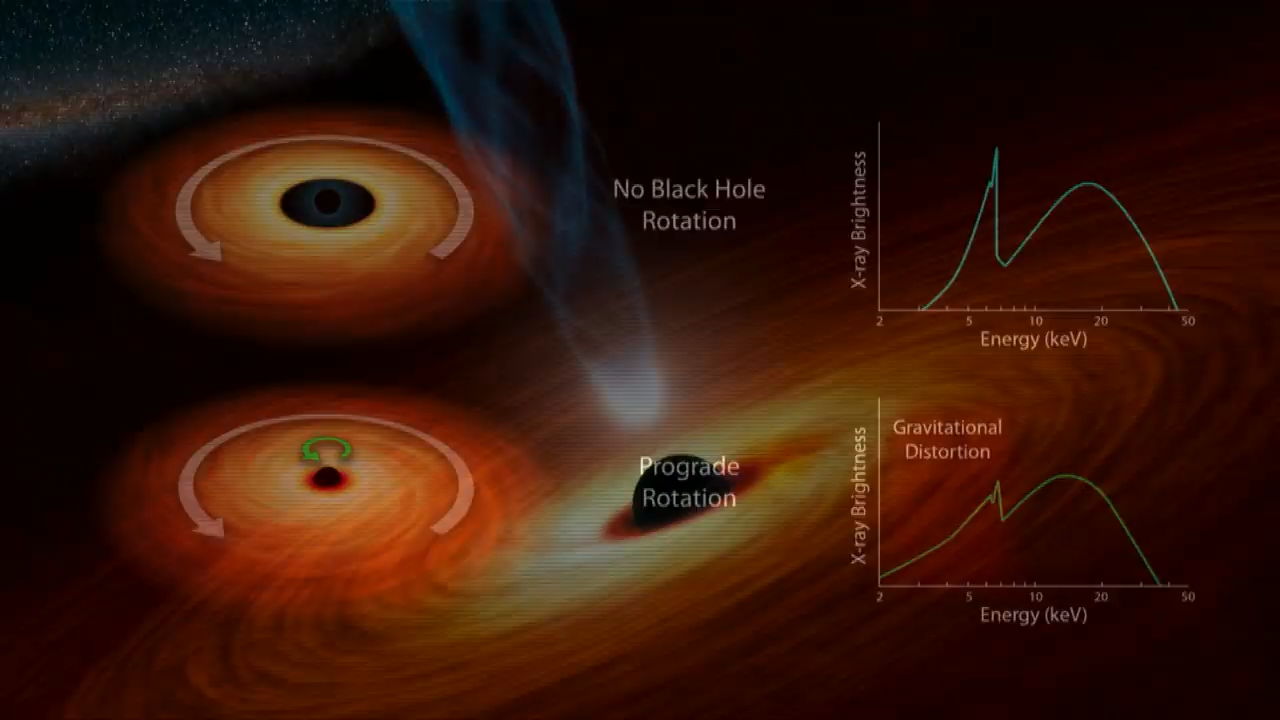 No Black Hole
Rotation
X-ray Brightness
2 5 10 20 50
Energy (keV)
Prograde
Rotation
Gravitational
Distortion
X-ray Brightness
2 5 10 20 50
Energy (keV)